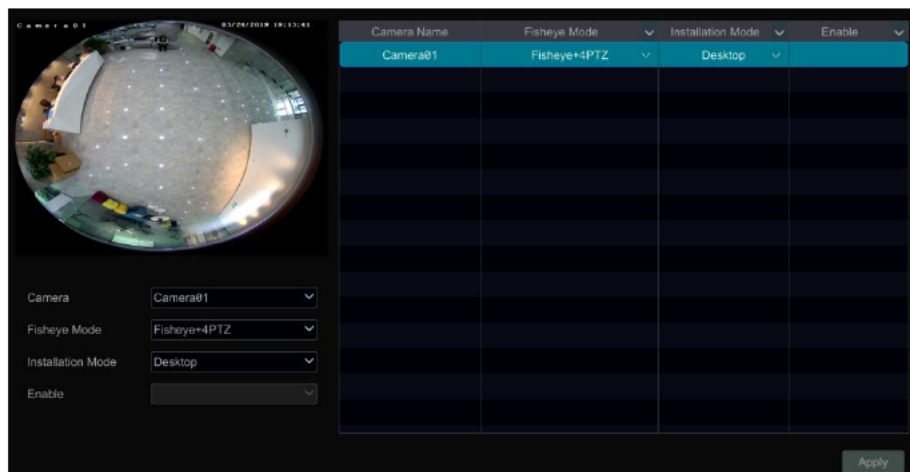 Camera01 03/24/2019 19:13:41
Camera Name Fisheye Mode Installation Mode Enable
Camera01 Fisheye+4PTZ Desktop
Camera Camera01
Fisheye Mode Fisheye+4PTZ
Installation Mode Desktop
Enable
Apply